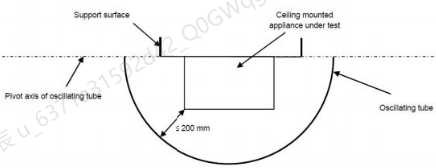 Support surface
Ceiling mounted
appliance under test
Pivot axis of oscillating tube
Oscillating tube
≤ 200 mm